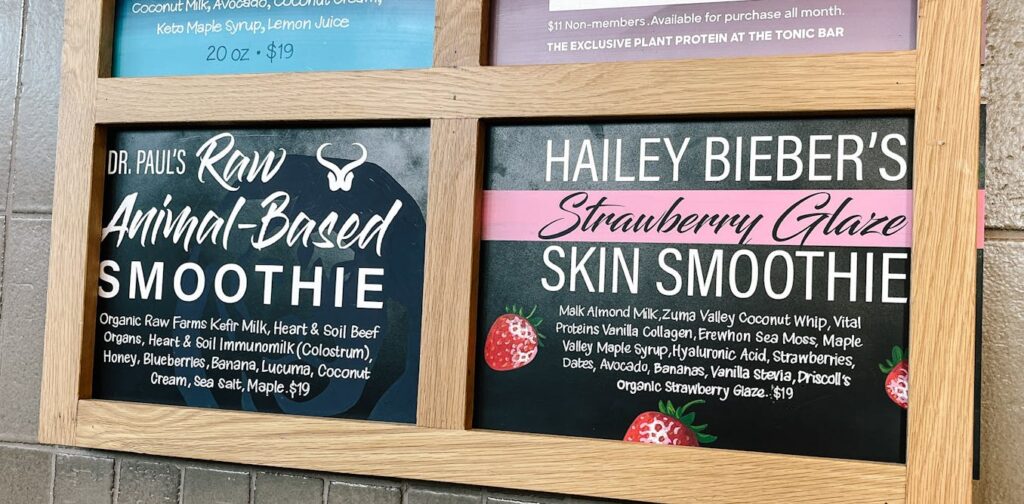 Coconut Milk, Avocado, Coconut Cream,
Keto Maple Syrup, Lemon Juice
20 oz • $19
$11 Non-members. Available for purchase all month.
THE EXCLUSIVE PLANT PROTEIN AT THE TONIC BAR
DR. PAUL'S Raw
Animal-Based
SMOOTHIE
Organic Raw Farms Kefir Milk, Heart & Soil Beef
Organs, Heart & Soil Immunomilk (Colostrum),
Honey, Blueberries, Banana, Lucuma, Coconut
Cream, Sea Salt, Maple. $19
HAILEY BIEBER'S
Strawberry Glaze
SKIN SMOOTHIE
Malk Almond Milk, Zuma Valley Coconut Whip, Vital
Proteins Vanilla Collagen, Erewhon Sea Moss, Maple
Valley Maple Syrup, Hyaluronic Acid, Strawberries,
Dates, Avocado, Bananas, Vanilla Stevia, Driscoll's
Organic Strawberry Glaze. $19